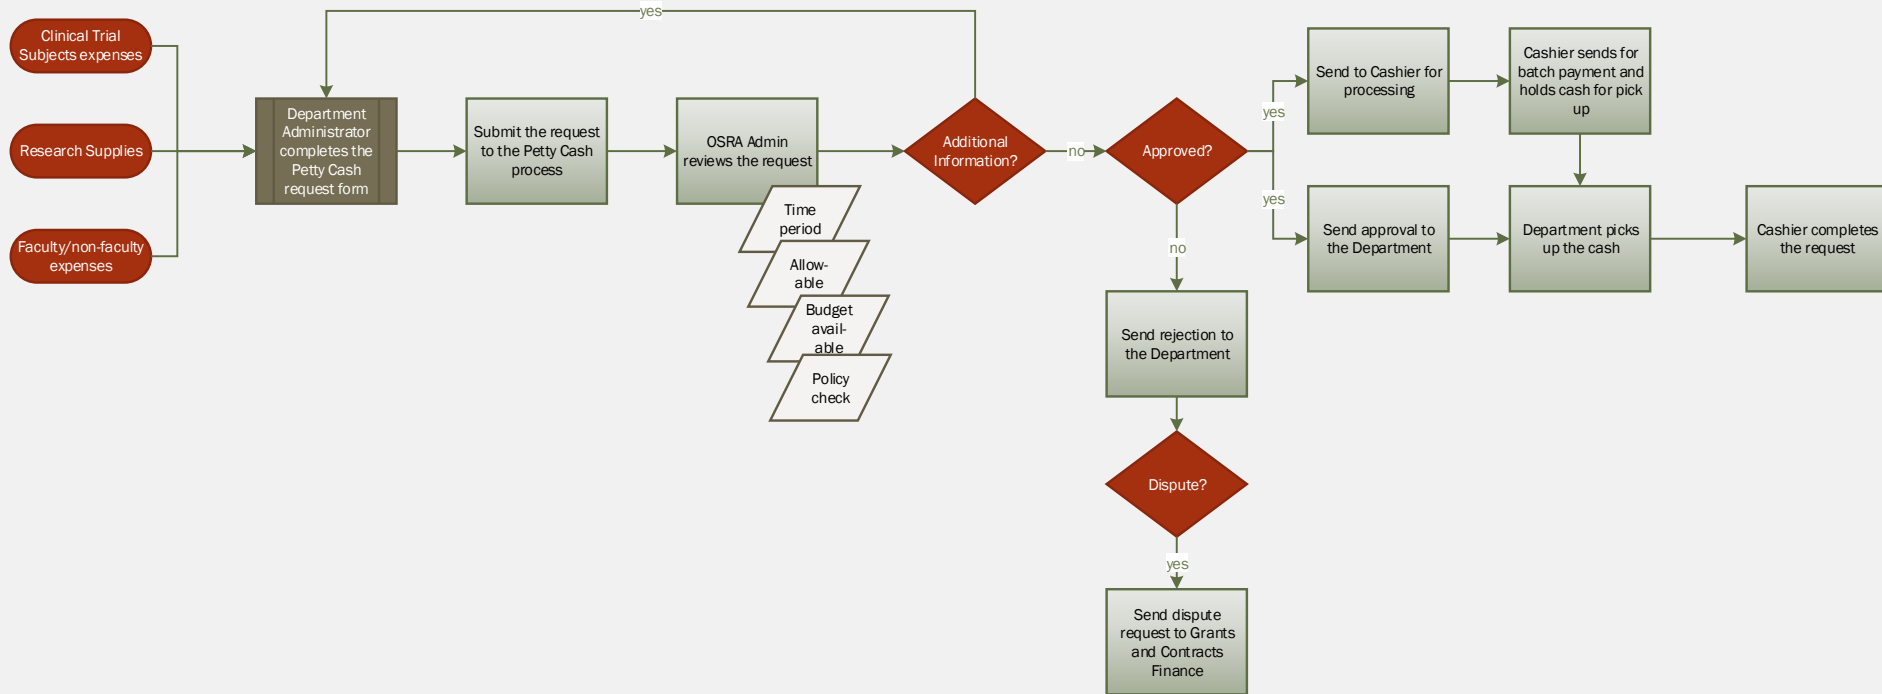 Clinical Trial
Subjects expenses
Research Supplies
Faculty/non-faculty
expenses
yes
Department
Administrator
completes the
Petty Cash
request form
Submit the request
to the Petty Cash
process
OSRA Admin
reviews the request
Time
period
Allow-
able
Budget
avail-
able
Policy
check
Additional
Information?
no
Approved?
yes
yes
Send to Cashier for
processing
Cashier sends for
batch payment and
holds cash for pick
up
Send approval to
the Department
Department picks
up the cash
Cashier completes
the request
no
Send rejection to
the Department
Dispute?
yes
Send dispute
request to Grants
and Contracts
Finance